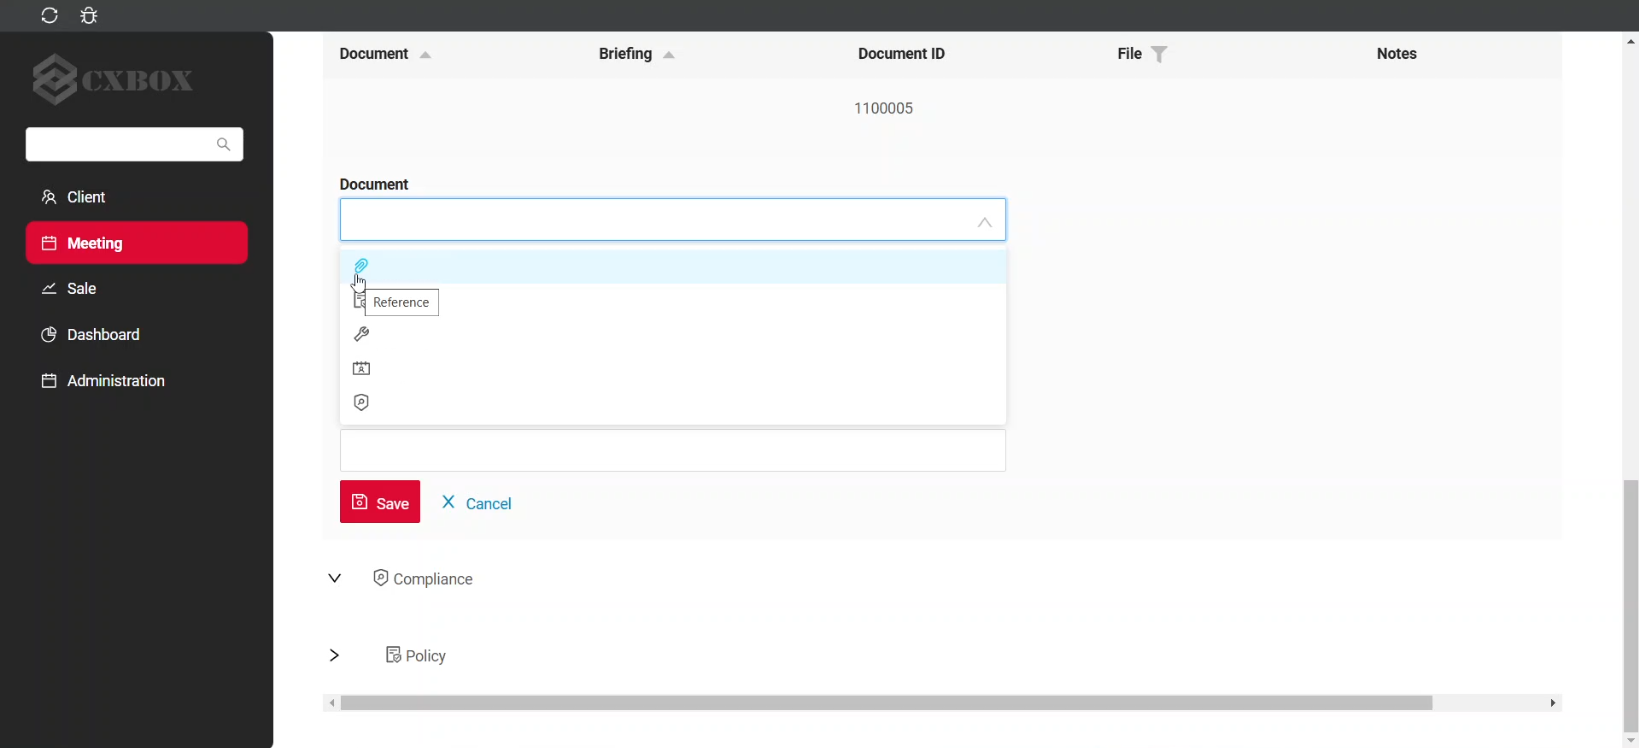 CXBOX
Document Briefing Document ID File Notes
1100005
Client
Meeting
Sale
Dashboard
Administration
Document
Reference
Save Cancel
Compliance
Policy